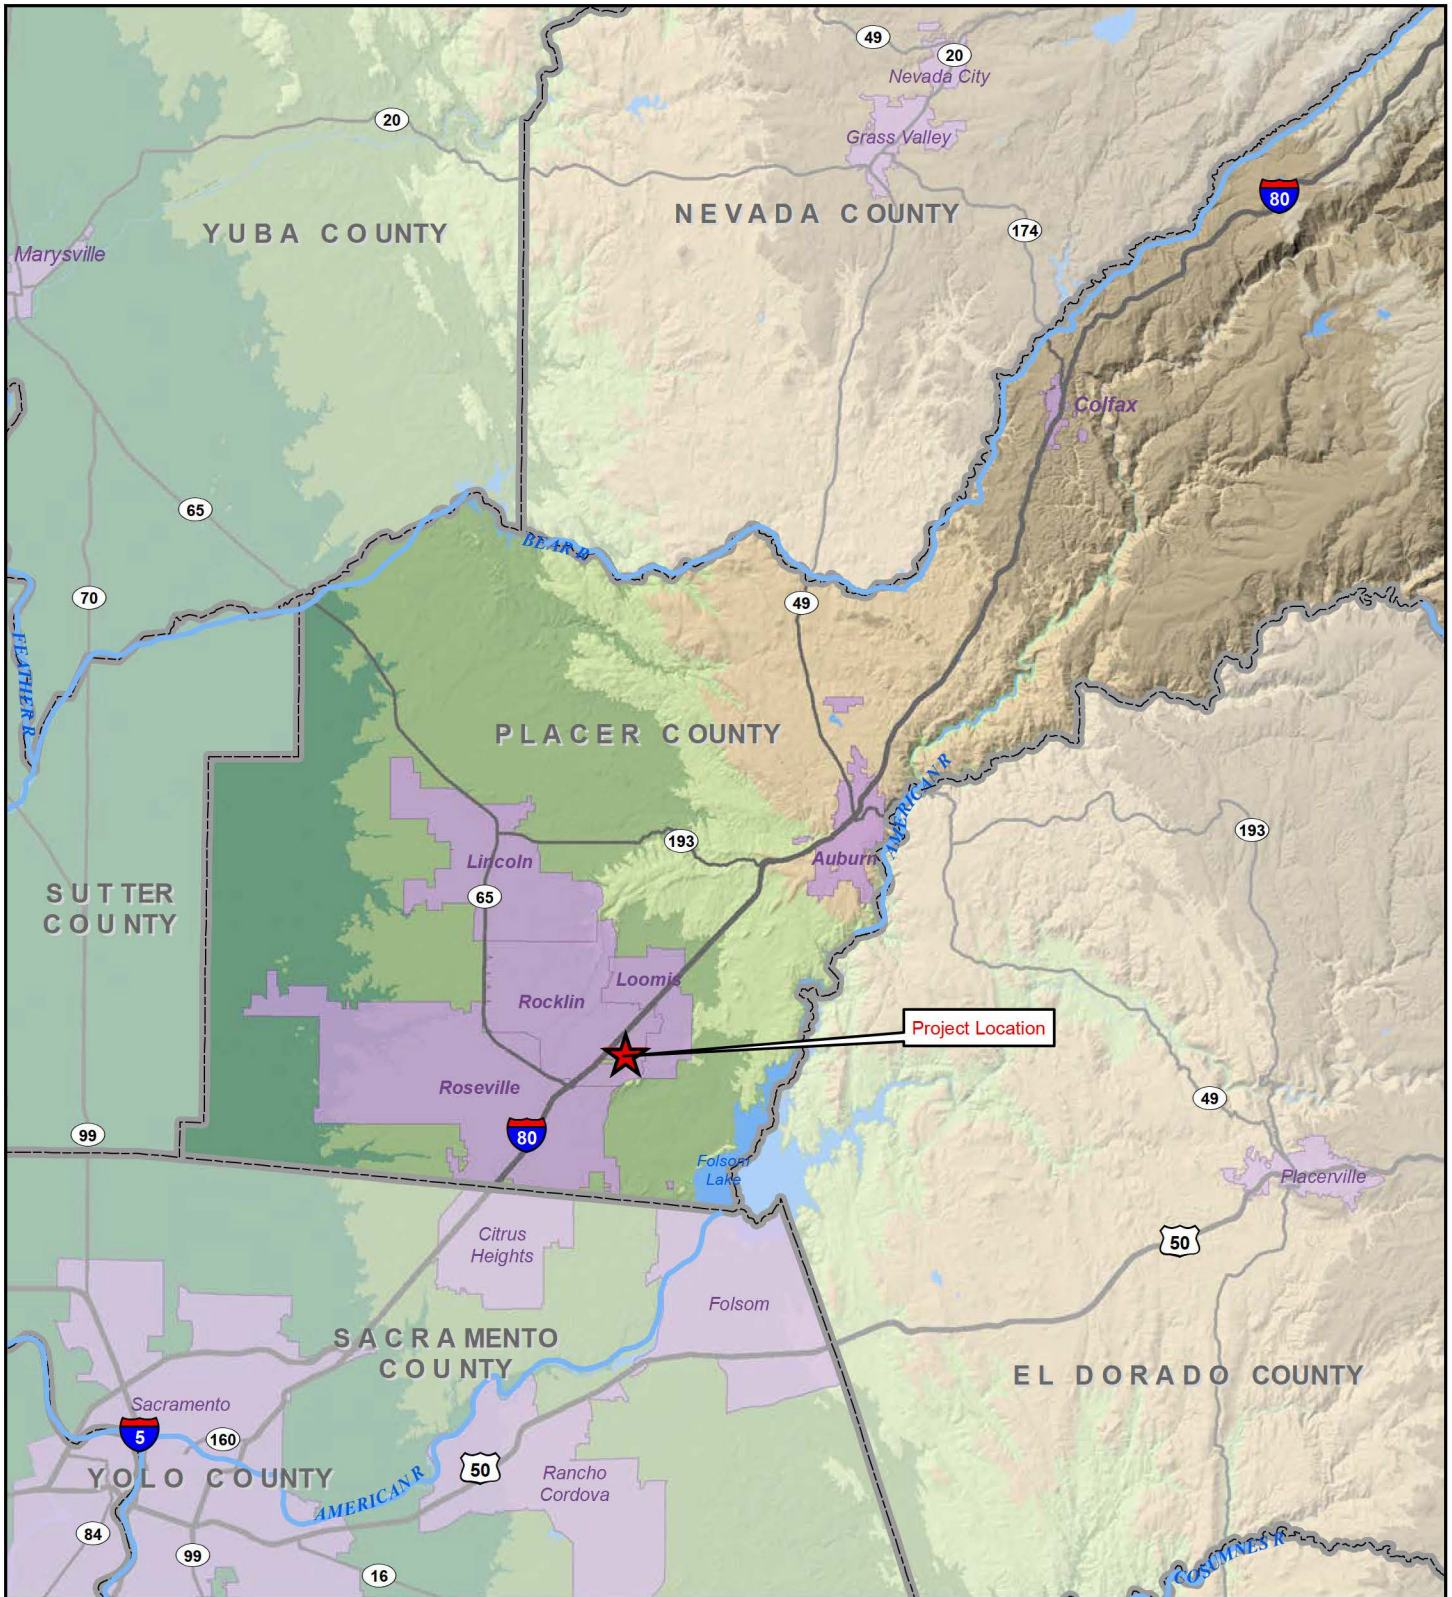 49
20
Nevada City
20
Grass Valley
80
NEVADA COUNTY
YUBA COUNTY
174
Marysville
Colfax
65
BEAR R
70
49
FEATHER R
PLACER COUNTY
AMERICAN R
193
193
Lincoln
Auburn
SUTTER
COUNTY
65
Loomis
Rocklin
Project Location
Roseville
49
99
80
Folsom
Lake
Placerville
Citrus
Heights
50
Folsom
SACRAMENTO
COUNTY
EL DORADO COUNTY
Sacramento
5
160
50
YOLO COUNTY
Rancho
Cordova
AMERICAN R
84
99
COSUMNES R
16